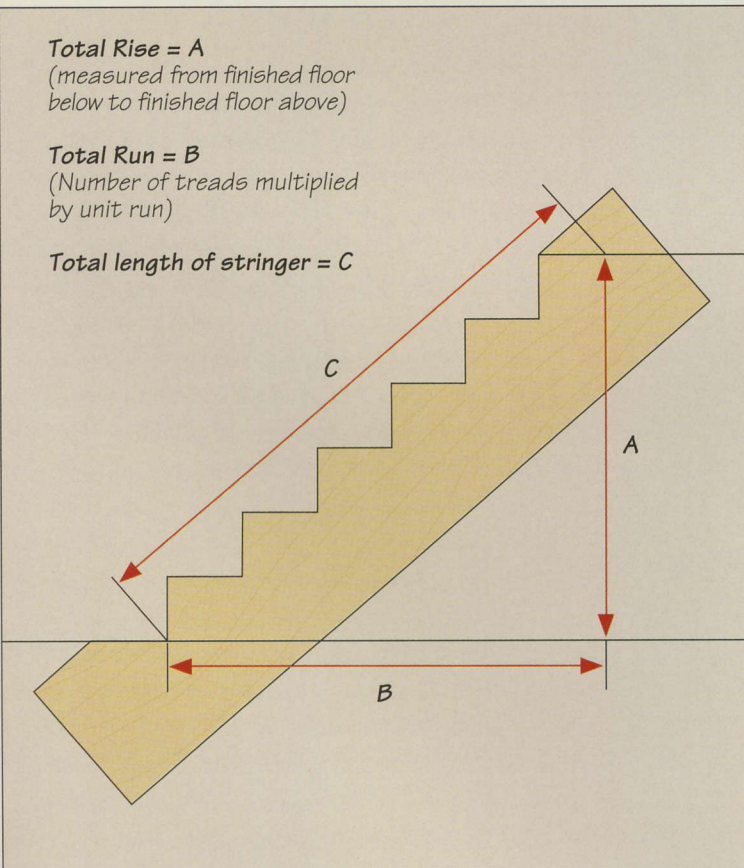 Total Rise = A
(measured from finished floor
below to finished floor above)
Total Run = B
(Number of treads multiplied
by unit run)
Total length of stringer = C
C
A
B